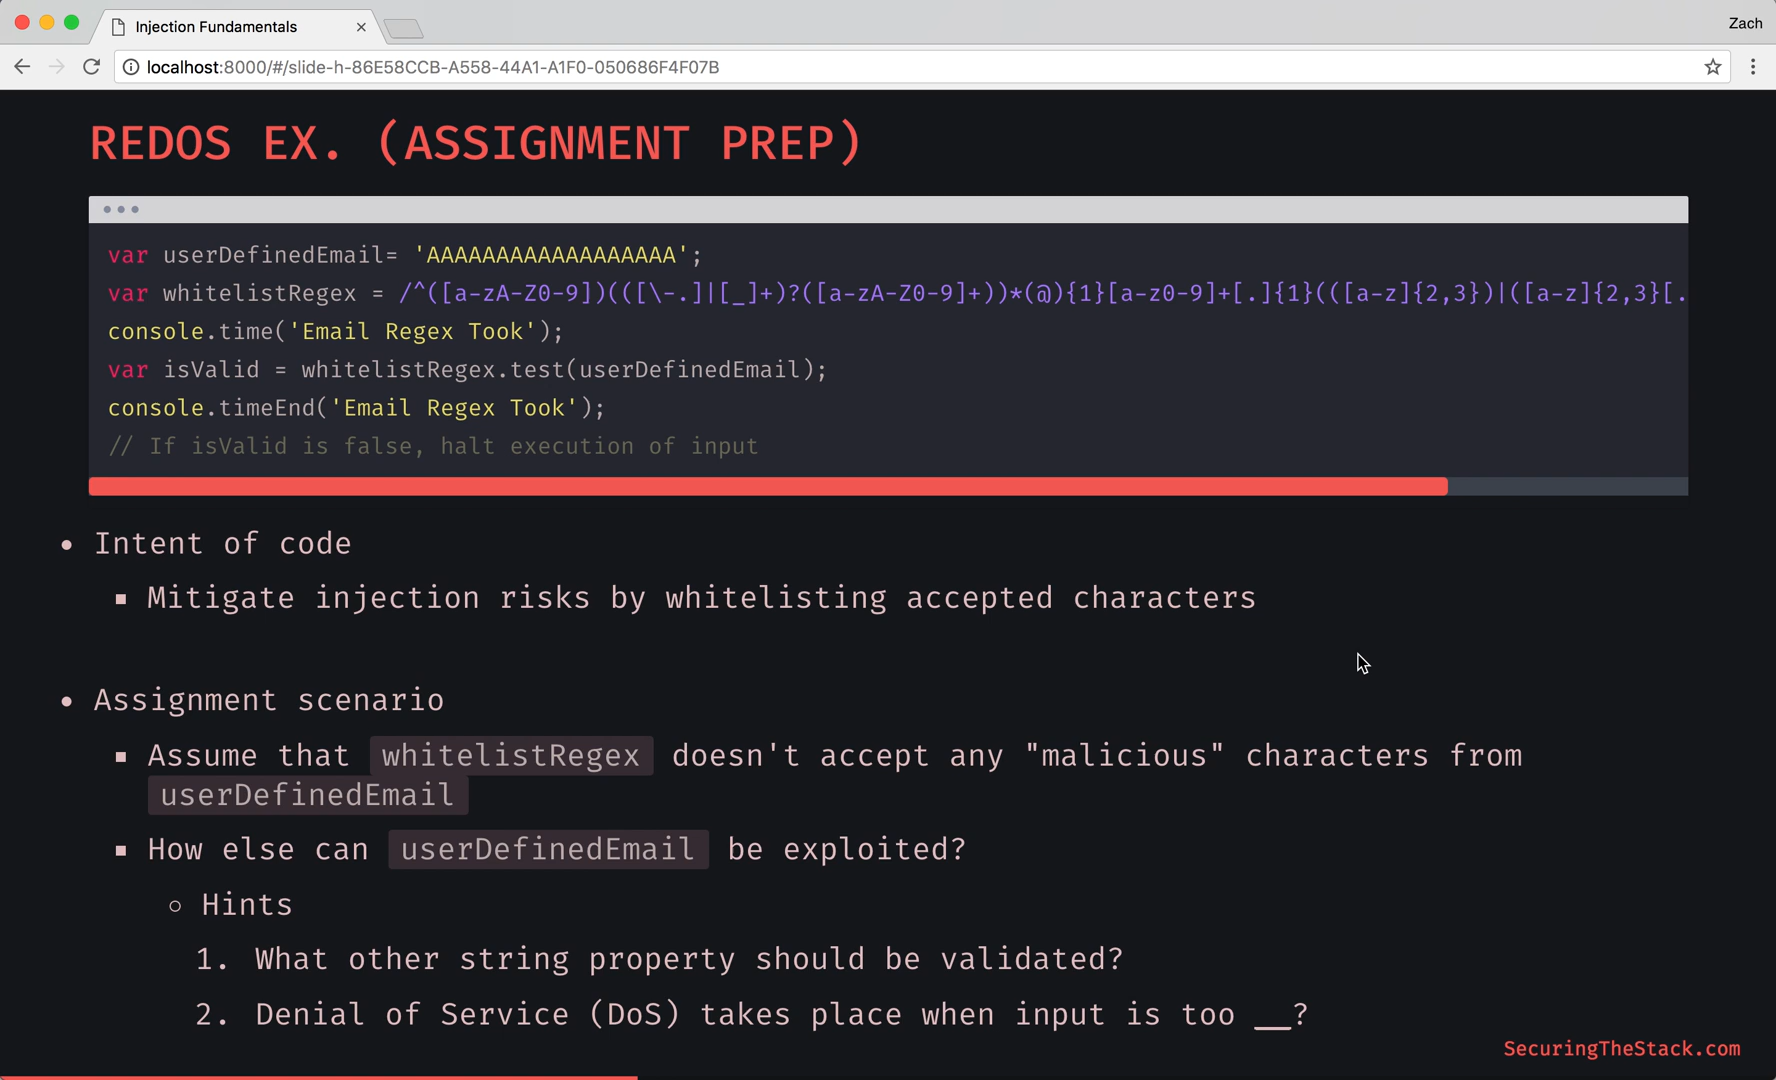 Injection Fundamentals
Zach
localhost:8000/#/slide-h-86E58CCB-A558-44A1-A1F0-050686F4F07B
REDOS EX. (ASSIGNMENT PREP)
var userDefinedEmail= 'AAAAAAAAAAAAAAAAAA';
var whitelistRegex = /^([a-zA-Z0-9])(([\-.]|[_]+)?([a-zA-Z0-9]+))*(@){1}[a-z0-9]+[.]{1}(([a-z]{2,3})|([a-z]{2,3}[.
console.time('Email Regex Took');
var isValid = whitelistRegex.test(userDefinedEmail);
console.timeEnd('Email Regex Took');
// If isValid is false, halt execution of input
• Intent of code
▪ Mitigate injection risks by whitelisting accepted characters
• Assignment scenario
▪ Assume that whitelistRegex doesn't accept any "malicious" characters from
userDefinedEmail
▪ How else can userDefinedEmail be exploited?
○ Hints
1. What other string property should be validated?
2. Denial of Service (DoS) takes place when input is too __?
SecuringTheStack.com